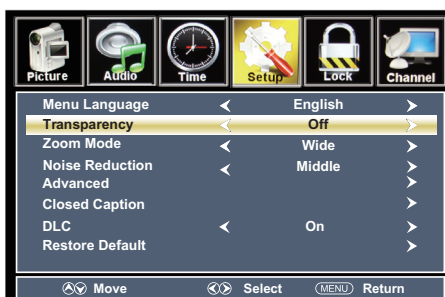 Picture Audio Time Setup Lock Channel
Menu Language English
Transparency Off
Zoom Mode Wide
Noise Reduction Middle
Advanced
Closed Caption
DLC On
Restore Default
Move Select MENU Return